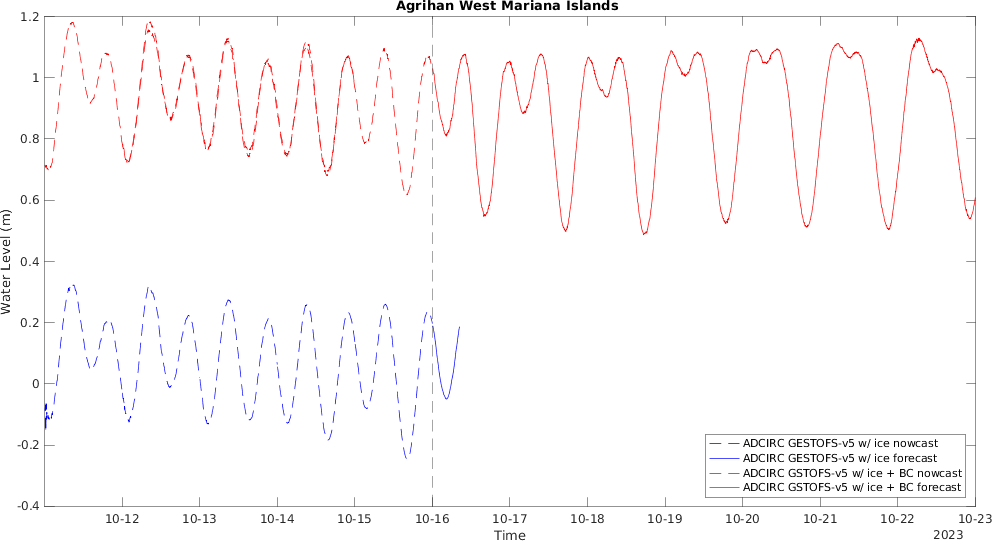 Agrihan West Mariana Islands
1.2
1
0.8
0.6
0.4
0.2
0
-0.2
-0.4
Water Level (m)
10-12 10-13 10-14 10-15 10-16 10-17 10-18 10-19 10-20 10-21 10-22 10-23
Time
2023
ADCIRC GESTOFS-v5 w/ ice nowcast
ADCIRC GESTOFS-v5 w/ ice forecast
ADCIRC GSTOFS-v5 w/ ice + BC nowcast
ADCIRC GSTOFS-v5 w/ ice + BC forecast